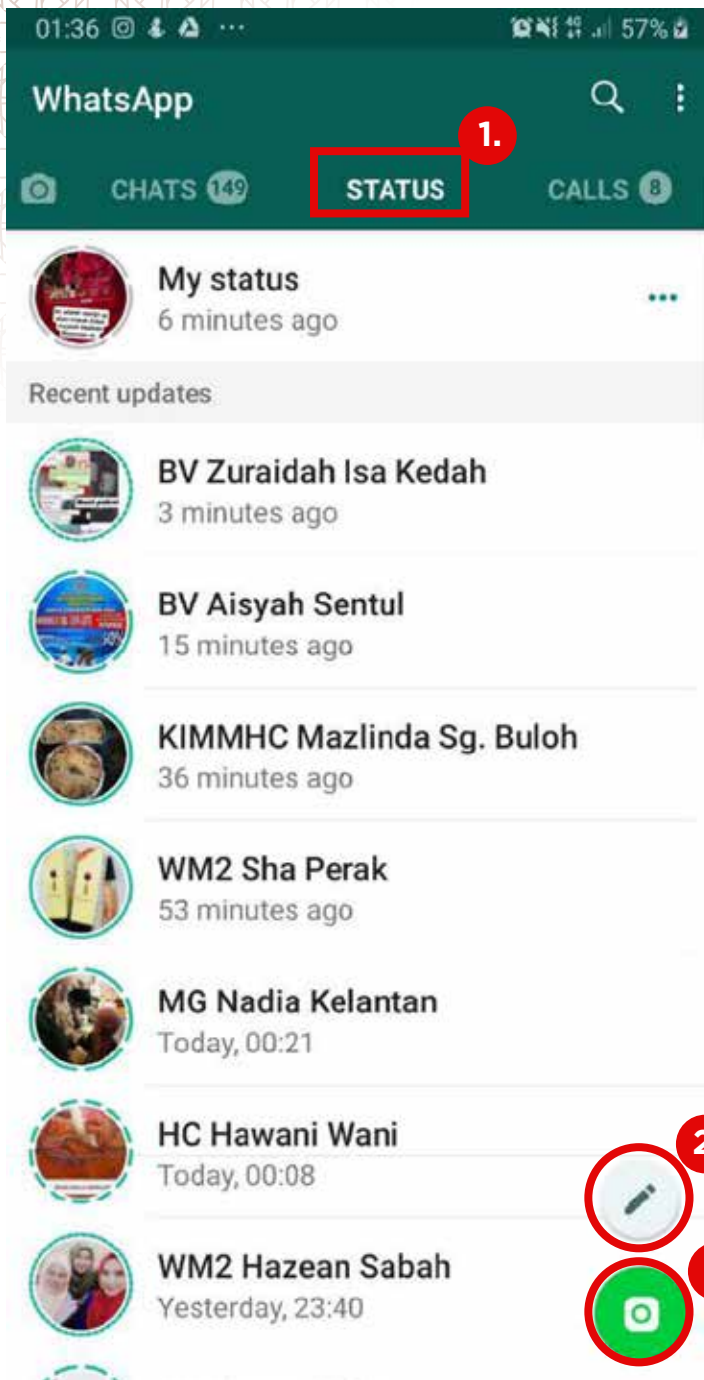 01:36 ... 57%
WhatsApp
1.
CHATS 149 STATUS CALLS 8
My status
6 minutes ago
Recent updates
BV Zuraidah Isa Kedah
3 minutes ago
BV Aisyah Sentul
15 minutes ago
KIMMHC Mazlinda Sg. Buloh
36 minutes ago
WM2 Sha Perak
53 minutes ago
MG Nadia Kelantan
Today, 00:21
HC Hawani Wani
Today, 00:08
2
WM2 Hazean Sabah
Yesterday, 23:40